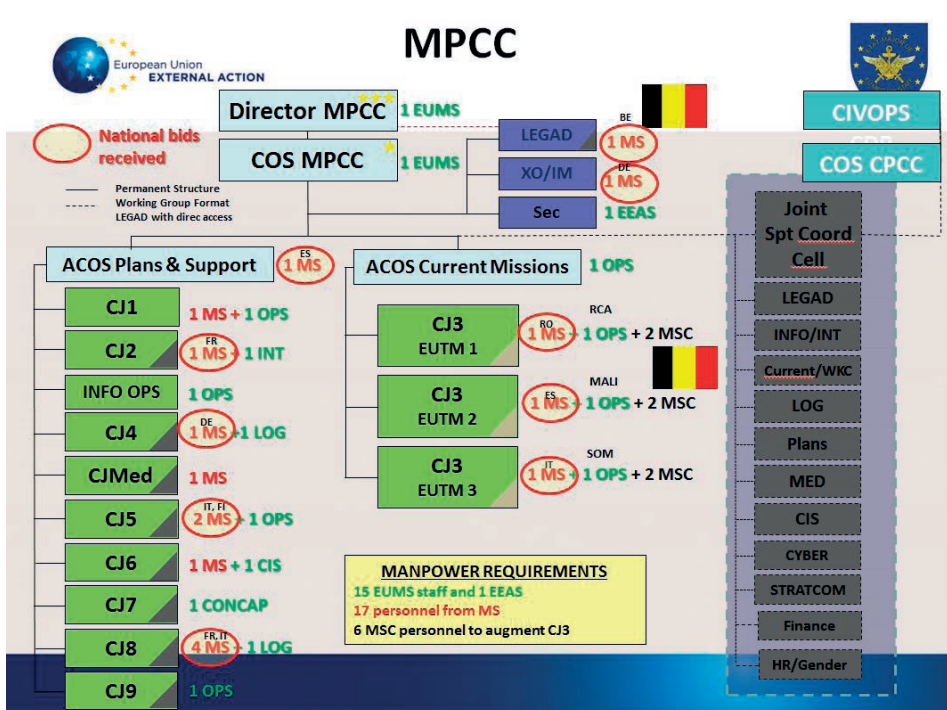 MPCC
European Union
EXTERNAL ACTION
Director MPCC
1 EUMS
CIVOPS
National bids
received
BE
LEGAD
1 MS
COS MPCC
1 EUMS
COS CPCC
DE
XO/IM
1 MS
Permanent Structure
Working Group Format
LEGAD with direc access
Sec
1 EEAS
Joint
Spt Coord
Cell
ES
ACOS Plans & Support
1 MS
ACOS Current Missions
1 OPS
CJ1
1 MS + 1 OPS
LEGAD
RCA
CJ2
FR
1 MS + 1 INT
CJ3
EUTM 1
RO
1 MS + 1 OPS + 2 MSC
INFO/INT
Current/WKC
INFO OPS
1 OPS
MALI
CJ3
EUTM 2
ES
1 MS + 1 OPS + 2 MSC
LOG
CJ4
DE
1 MS +1 LOG
Plans
SOM
CJMed
1 MS
CJ3
EUTM 3
IT
1 MS + 1 OPS + 2 MSC
MED
CJ5
IT, FI
2 MS + 1 OPS
CIS
CJ6
1 MS + 1 CIS
CYBER
MANPOWER REQUIREMENTS
15 EUMS staff and 1 EEAS
17 personnel from MS
6 MSC personnel to augment CJ3
STRATCOM
CJ7
1 CONCAP
Finance
CJ8
FR, IT
4 MS + 1 LOG
HR/Gender
CJ9
1 OPS